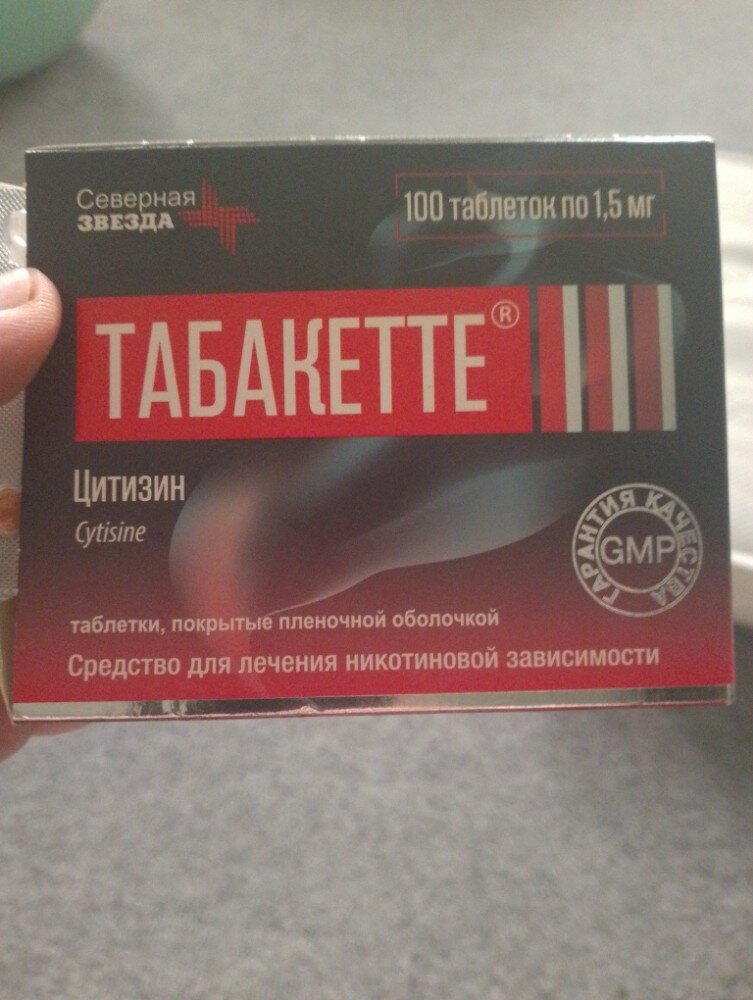 Северная
ЗВЕЗДА
100 таблеток по 1,5 мг
ТАБАКЕТТЕ®
Цитизин
Cytisine
ГАРАНТИЯ КАЧЕСТВА
GMP
таблетки, покрытые пленочной оболочкой
Средство для лечения никотиновой зависимости